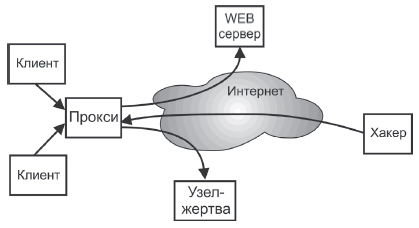 WEB
сервер
Клиент
Интернет
Прокси
Хакер
Клиент
Узел-
жертва